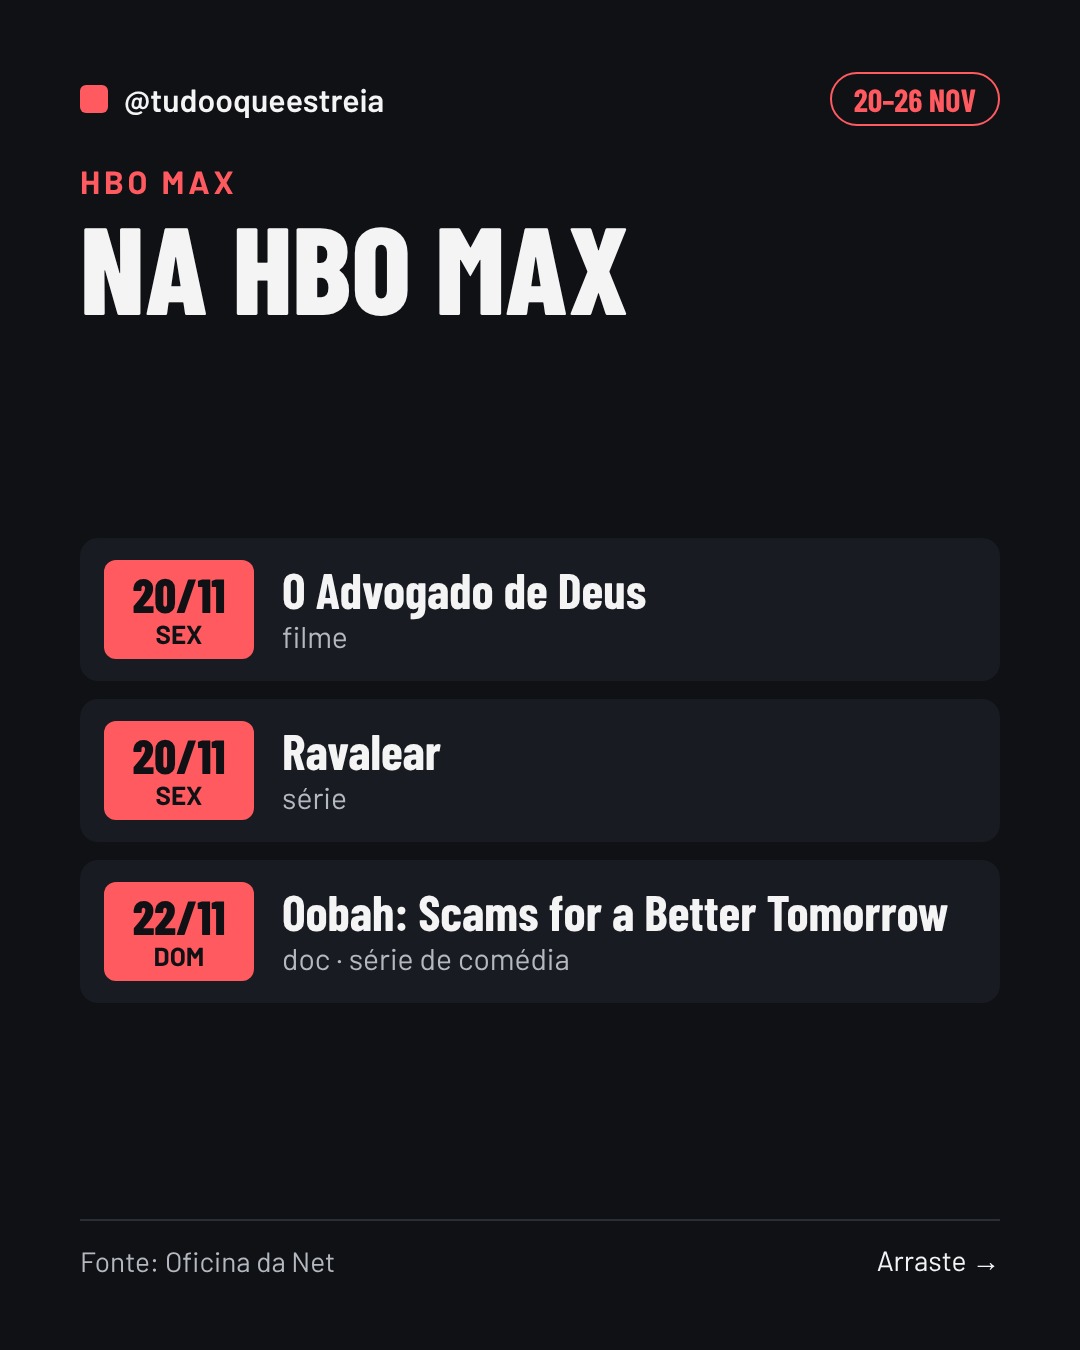 @tudooqueestreia
20–26 NOV
HBO MAX
NA HBO MAX
20/11
SEX
O Advogado de Deus
filme
20/11
SEX
Ravalear
série
22/11
DOM
Oobah: Scams for a Better Tomorrow
doc · série de comédia
Fonte: Oficina da Net
Arraste →